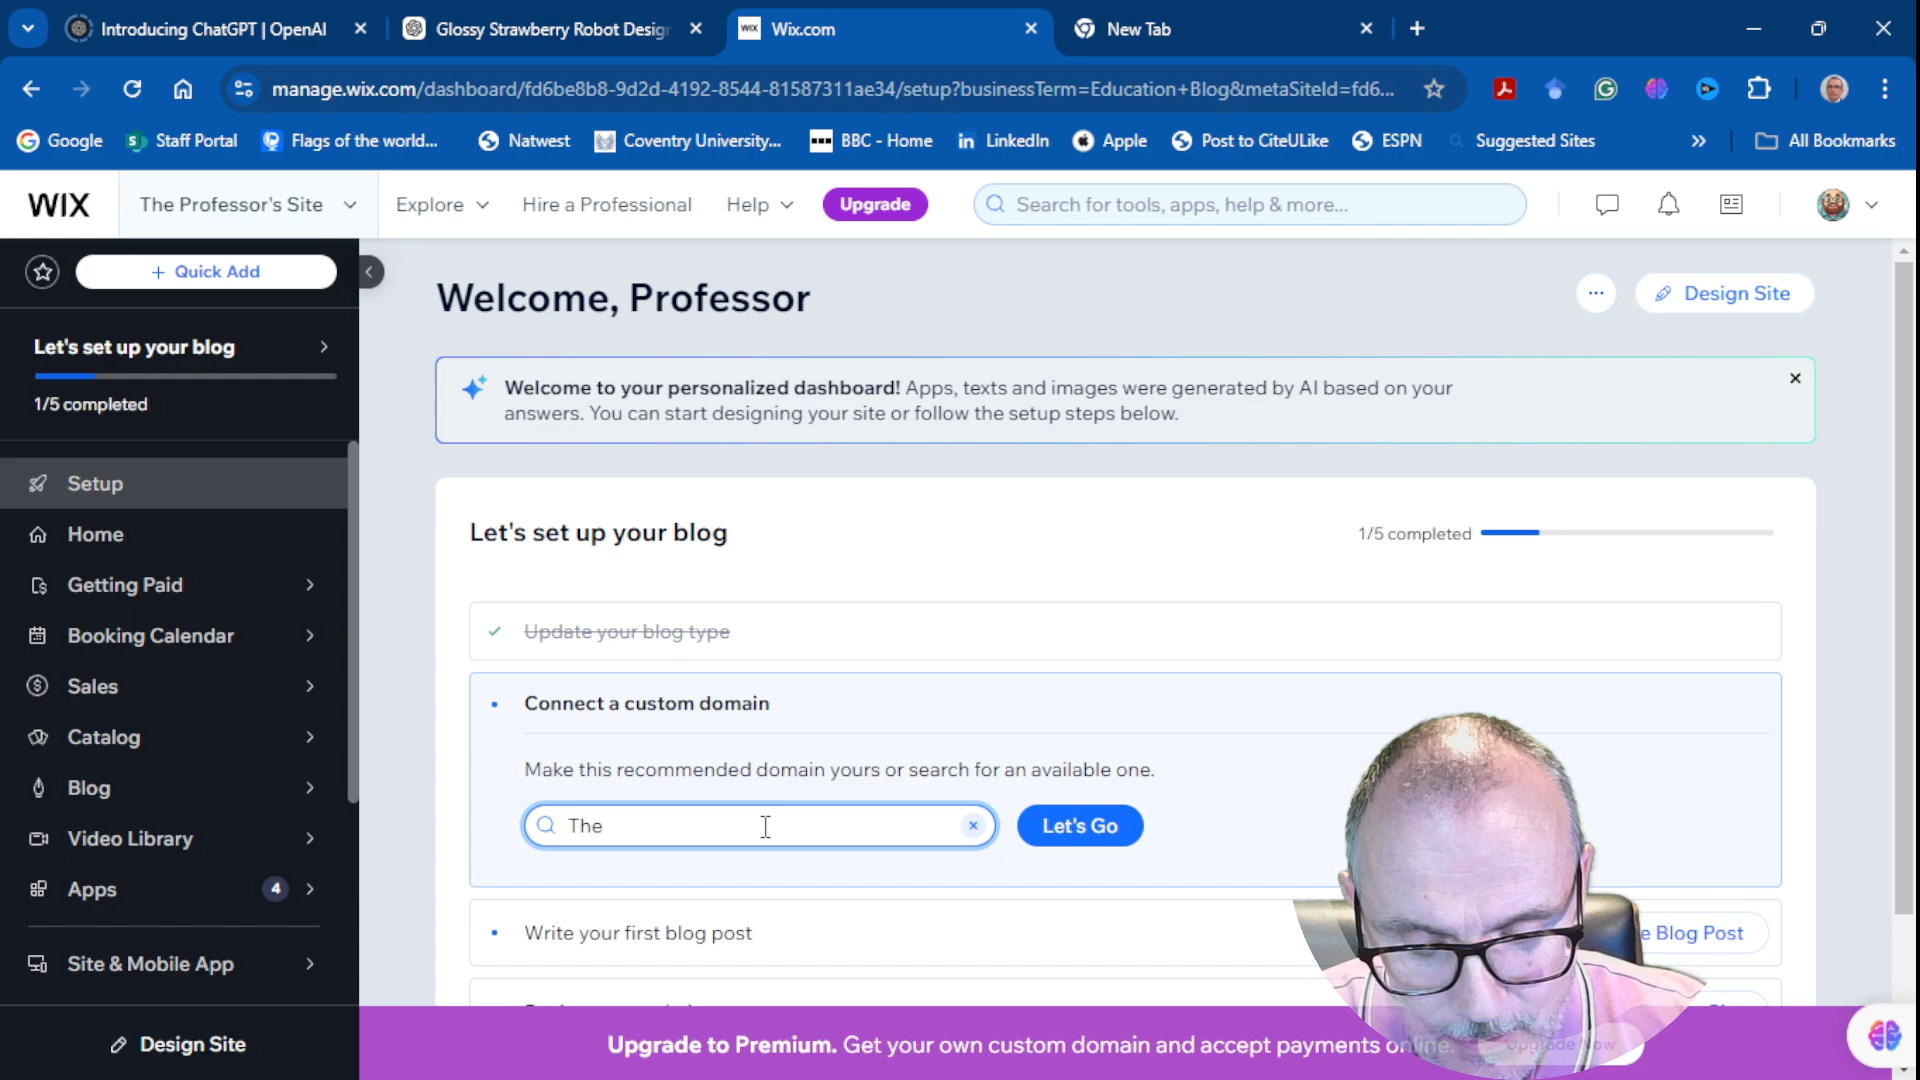 Introducing ChatGPT | OpenAI
Glossy Strawberry Robot Desig
WIX
Wix.com
New Tab
manage.wix.com/dashboard/fd6be8b8-9d2d-4192-8544-81587311ae34/setup?businessTerm=Education+Blog&metaSiteId=fd6...
Google
Staff Portal
Flags of the world...
Natwest
Coventry University...
BBC - Home
LinkedIn
Apple
Post to CiteULike
ESPN
Suggested Sites
All Bookmarks
WIX
The Professor's Site
Explore
Hire a Professional
Help
Upgrade
Search for tools, apps, help & more...
+ Quick Add
Let's set up your blog
1/5 completed
Setup
Home
Getting Paid
Booking Calendar
Sales
Catalog
Blog
Video Library
Apps
4
Site & Mobile App
Design Site
Welcome, Professor
Design Site
Welcome to your personalized dashboard! Apps, texts and images were generated by AI based on your
answers. You can start designing your site or follow the setup steps below.
Let's set up your blog
1/5 completed
Update your blog type
Connect a custom domain
Make this recommended domain yours or search for an available one.
The
Let's Go
Write your first blog post
e Blog Post
Upgrade to Premium. Get your own custom domain and accept payments online.